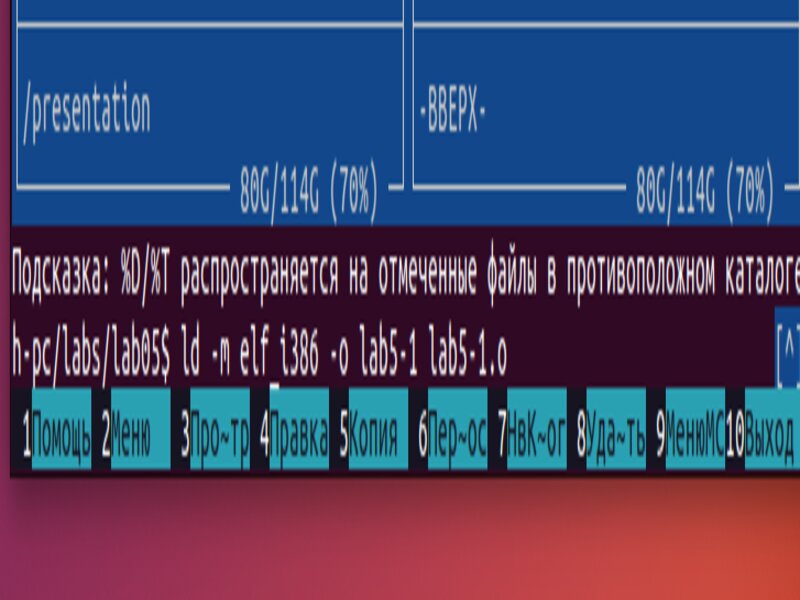 /presentation -ВВЕРХ-
80G/114G (70%) 80G/114G (70%)
Подсказка: %D/%T распространяется на отмеченные файлы в противоположном каталоге
h-pc/labs/lab05$ ld -m elf_i386 -o lab5-1 lab5-1.o [^]
1Помощь 2Меню 3Про~тр 4Правка 5Копия 6Пер~ос 7НвК~ог 8Уда~ть 9МенюМС 10Выход